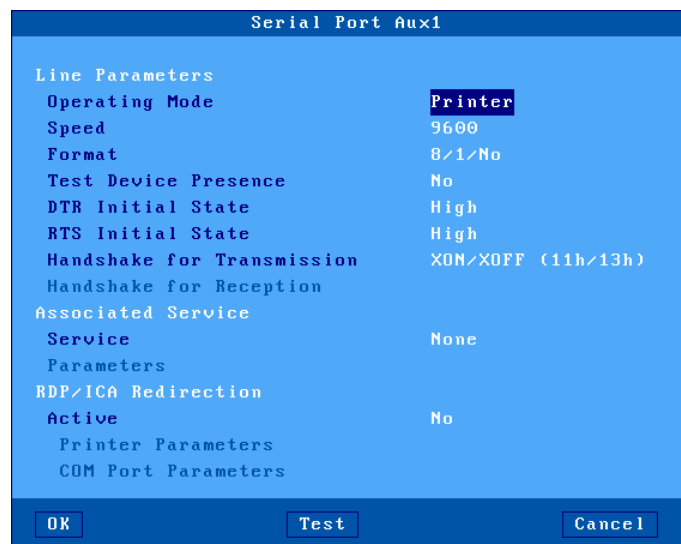 Serial Port Aux1
Line Parameters
Operating Mode Printer
Speed 9600
Format 8/1/No
Test Device Presence No
DTR Initial State High
RTS Initial State High
Handshake for Transmission XON/XOFF (11h/13h)
Handshake for Reception
Associated Service
Service None
Parameters
RDP/ICA Redirection
Active No
Printer Parameters
COM Port Parameters
OK Test Cancel